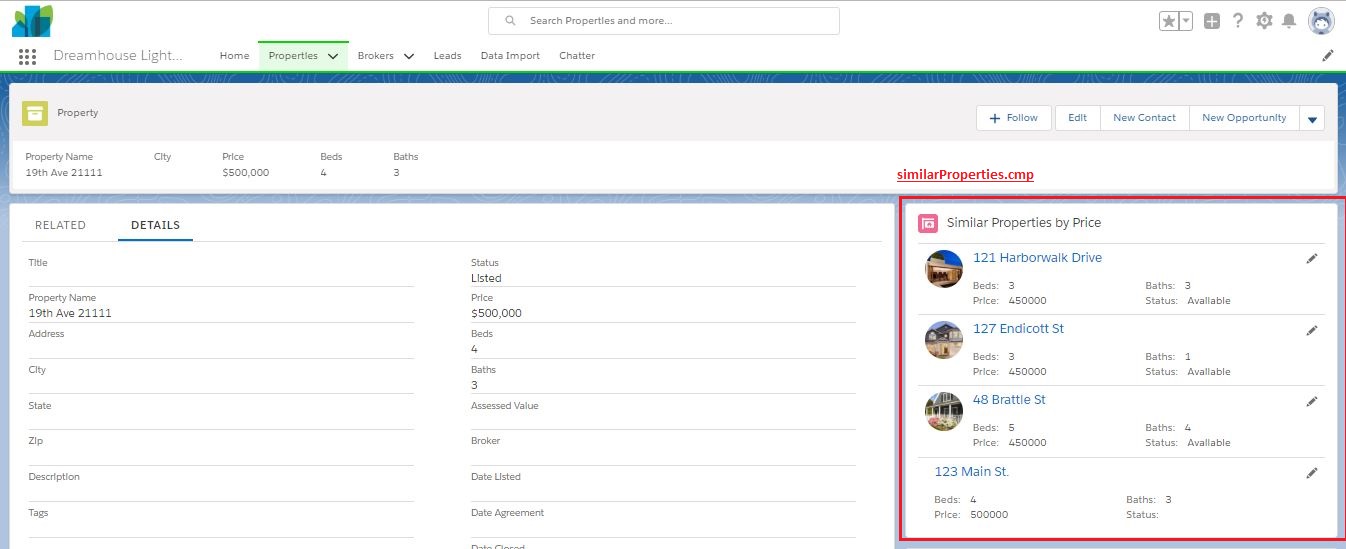 Search Properties and more...
Dreamhouse Light... Home Properties Brokers Leads Data Import Chatter
Property
Follow Edit New Contact New Opportunity
Property Name City Price Beds Baths
19th Ave 21111 $500,000 4 3
similarProperties.cmp
RELATED DETAILS
Title
Status
Listed
Property Name
19th Ave 21111
Price
$500,000
Address
Beds
4
City
Baths
3
State
Assessed Value
Zip
Broker
Description
Date Listed
Tags
Date Agreement
Date Closed
Similar Properties by Price
121 Harborwalk Drive
Beds: 3 Baths: 3
Price: 450000 Status: Available
127 Endicott St
Beds: 3 Baths: 1
Price: 450000 Status: Available
48 Brattle St
Beds: 5 Baths: 4
Price: 450000 Status: Available
123 Main St.
Beds: 4 Baths: 3
Price: 500000 Status: